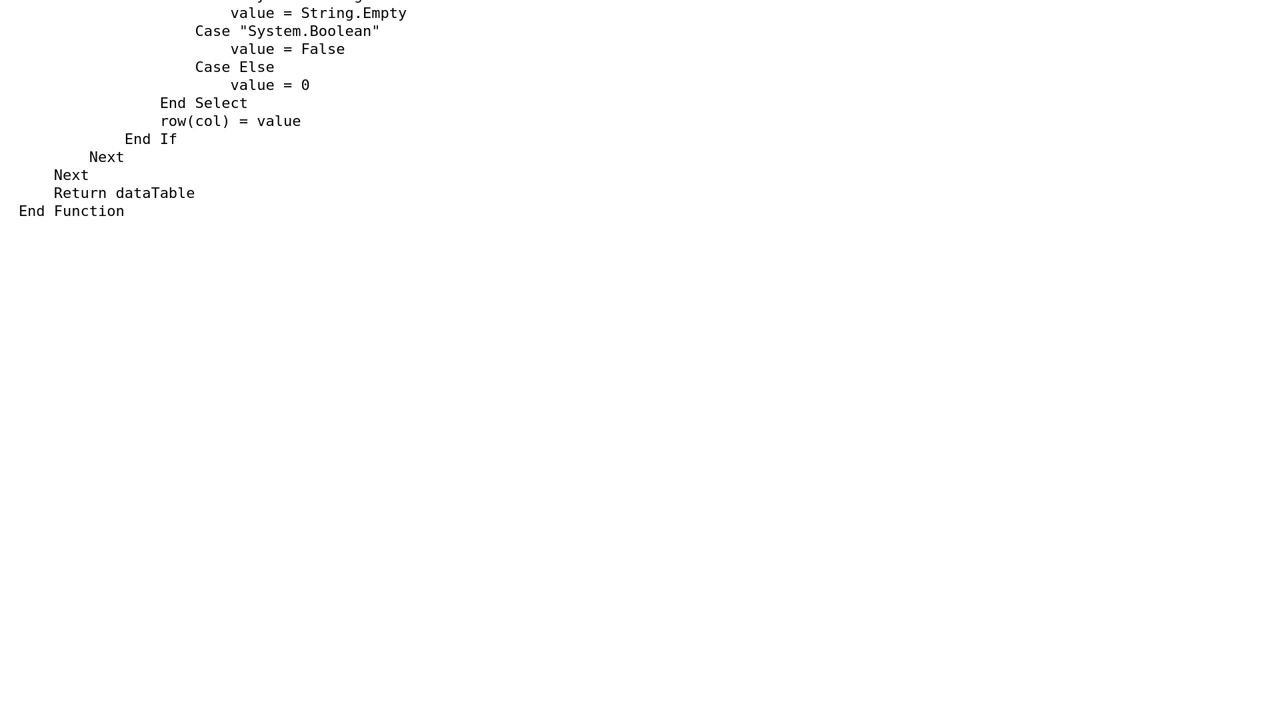 value = String.Empty
                    Case "System.Boolean"
                        value = False
                    Case Else
                        value = 0
                End Select
                row(col) = value
            End If
        Next
    Next
    Return dataTable
End Function